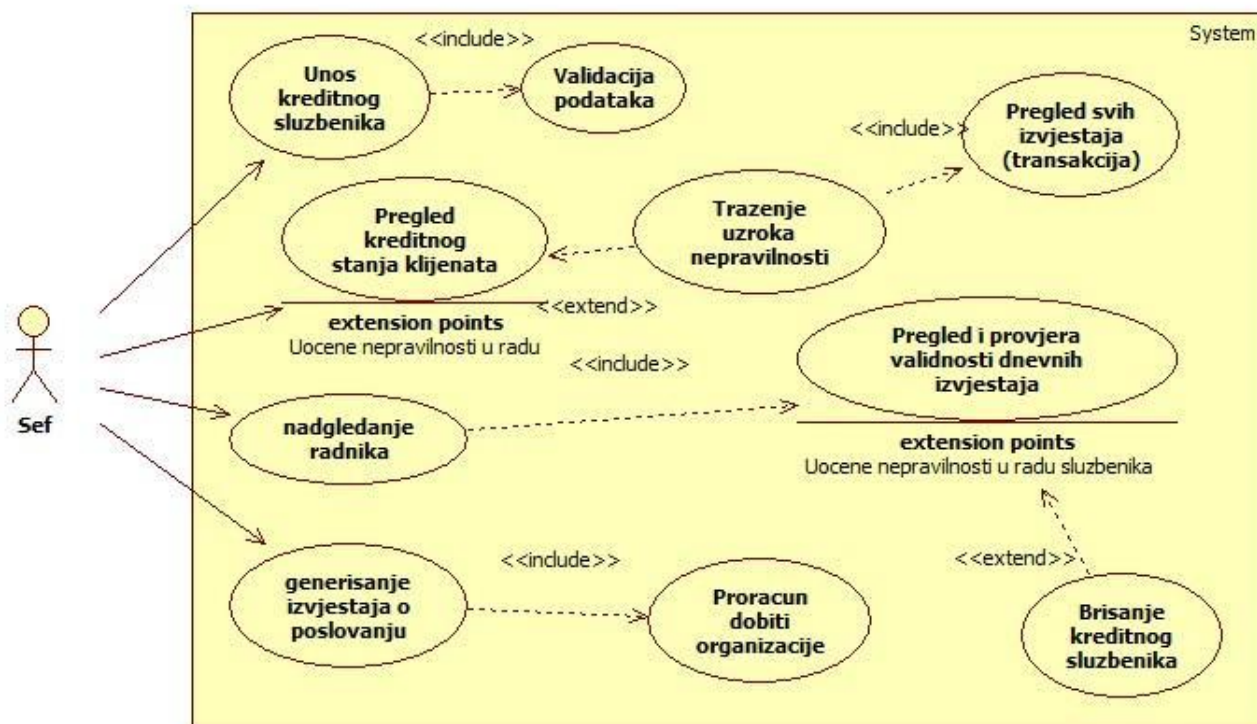 System
<<include>>
Unos
kreditnog
sluzbenika
Validacija
podataka
<<include>>
Pregled svih
izvjestaja
(transakcija)
Pregled
kreditnog
stanja klijenata
Trazenje
uzroka
nepravilnosti
<<extend>>
extension points
Uocene nepravilnosti u radu
Pregled i provjera
validnosti dnevnih
izvjestaja
<<include>>
Sef
nadgledanje
radnika
extension points
Uocene nepravilnosti u radu sluzbenika
<<include>>
<<extend>>
generisanje
izvjestaja o
poslovanju
Proracun
dobiti
organizacije
Brisanje
kreditnog
sluzbenika